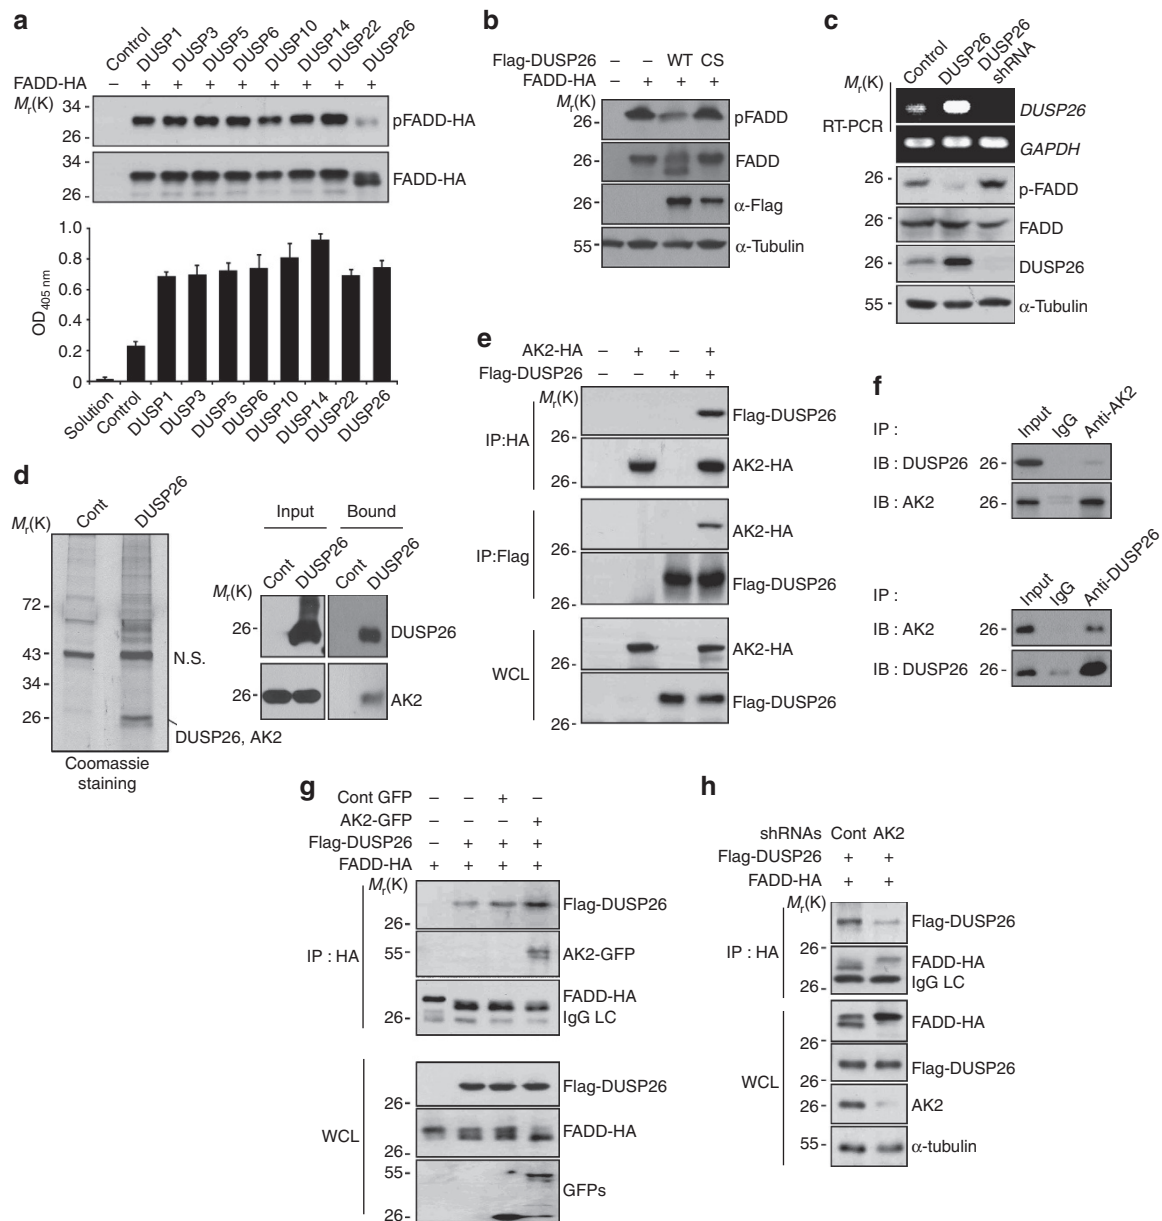 a
Control DUSP1 DUSP3 DUSP5 DUSP6 DUSP10 DUSP14 DUSP22 DUSP26
FADD-HA – + + + + + + + +
Mr(K)
34
26
pFADD-HA
34
26
FADD-HA
1.0
0.8
0.6
0.4
0.2
0
OD405 nm
Solution Control DUSP1 DUSP3 DUSP5 DUSP6 DUSP10 DUSP14 DUSP22 DUSP26
b
Flag-DUSP26 – – WT CS
FADD-HA – + + +
Mr(K)
26- pFADD
26- FADD
26- α-Flag
55- α-Tubulin
c
Control DUSP26 DUSP26 shRNA
Mr(K)
RT-PCR
DUSP26
GAPDH
26- p-FADD
26- FADD
26- DUSP26
55- α-Tubulin
d
Cont DUSP26
Mr(K)
72
43
34
26
N.S.
DUSP26, AK2
Coomassie
staining
Input Bound
Cont DUSP26 Cont DUSP26
Mr(K)
26- DUSP26
26- AK2
e
AK2-HA – + – +
Flag-DUSP26 – – + +
Mr(K)
IP:HA
26- Flag-DUSP26
26- AK2-HA
IP:Flag
26- AK2-HA
26- Flag-DUSP26
WCL
26- AK2-HA
26- Flag-DUSP26
f
IP : Input IgG Anti-AK2
IB : DUSP26 26-
IB : AK2 26-
IP : Input IgG Anti-DUSP26
IB : AK2 26-
IB : DUSP26 26-
g
Cont GFP – – + –
AK2-GFP – – – +
Flag-DUSP26 – + + +
FADD-HA + + + +
Mr(K)
IP : HA
26- Flag-DUSP26
55- AK2-GFP
FADD-HA
26- IgG LC
WCL
26- Flag-DUSP26
26- FADD-HA
55-
GFPs
26-
h
shRNAs Cont AK2
Flag-DUSP26 + +
FADD-HA + +
Mr(K)
IP : HA
26- Flag-DUSP26
FADD-HA
26- IgG LC
WCL
26- FADD-HA
26- Flag-DUSP26
26- AK2
55- α-tubulin